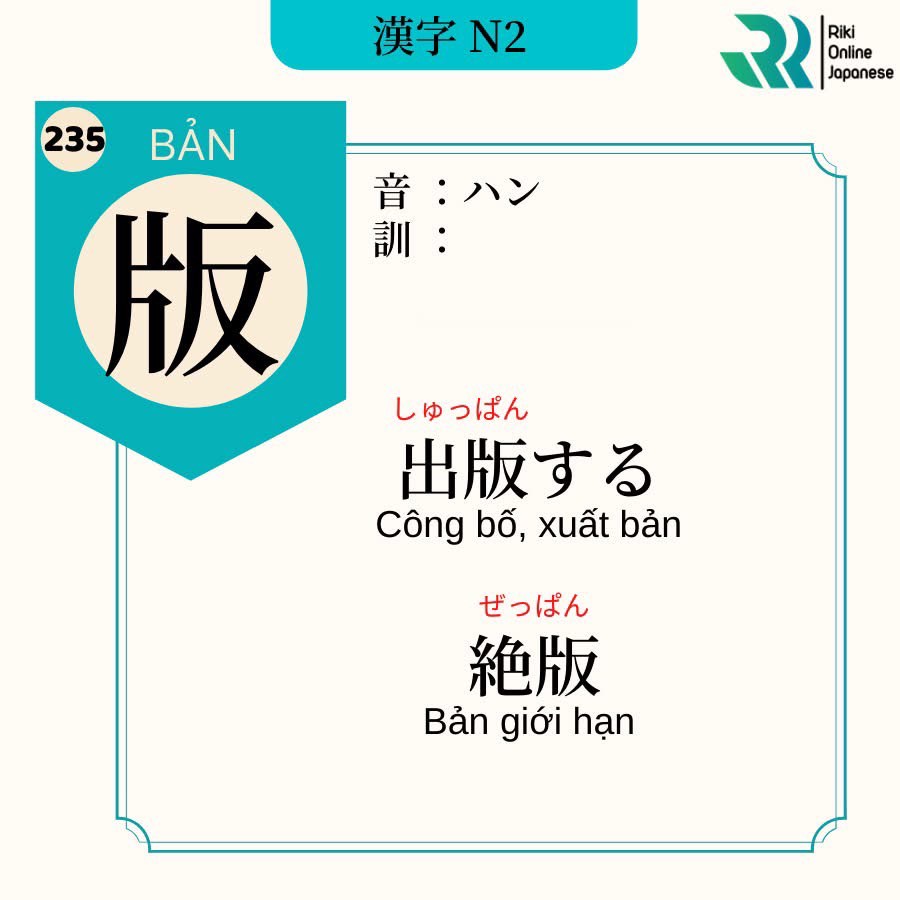 漢字 N2
Riki
Online
Japanese
235
BẢN
版
音 ：ハン
訓 ：
しゅっぱん
出版する
Công bố, xuất bản
ぜっぱん
絶版
Bản giới hạn